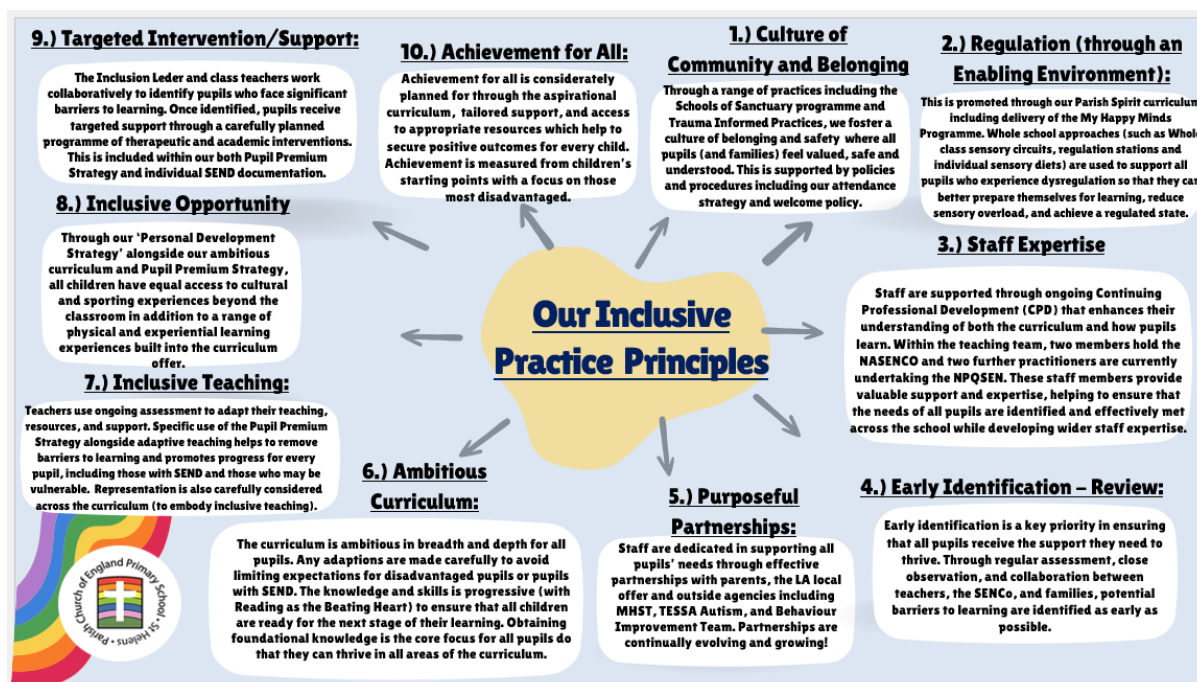 Our Inclusive
Practice Principles
1.) Culture of
Community and Belonging
Through a range of practices including the
Schools of Sanctuary programme and
Trauma Informed Practices, we foster a
culture of belonging and safety where all
pupils (and families) feel valued, safe and
understood. This is supported by policies
and procedures including our attendance
strategy and welcome policy.
2.) Regulation (through an
Enabling Environment):
This is promoted through our Parish Spirit curriculum
including delivery of the My Happy Minds
Programme. Whole school approaches (such as Whole
class sensory circuits, regulation stations and
individual sensory diets) are used to support all
pupils who experience dysregulation so that they can
better prepare themselves for learning, reduce
sensory overload, and achieve a regulated state.
3.) Staff Expertise
Staff are supported through ongoing Continuing
Professional Development (CPD) that enhances their
understanding of both the curriculum and how pupils
learn. Within the teaching team, two members hold the
NASENCO and two further practitioners are currently
undertaking the NPQSEN. These staff members provide
valuable support and expertise, helping to ensure that
the needs of all pupils are identified and effectively met
across the school while developing wider staff expertise.
4.) Early Identification – Review:
Early identification is a key priority in ensuring
that all pupils receive the support they need to
thrive. Through regular assessment, close
observation, and collaboration between
teachers, the SENCo, and families, potential
barriers to learning are identified as early as
possible.
5.) Purposeful
Partnerships:
Staff are dedicated in supporting all
pupils' needs through effective
partnerships with parents, the LA local
offer and outside agencies including
MHST, TESSA Autism, and Behaviour
Improvement Team. Partnerships are
continually evolving and growing!
6.) Ambitious
Curriculum:
The curriculum is ambitious in breadth and depth for all
pupils. Any adaptions are made carefully to avoid
limiting expectations for disadvantaged pupils or pupils
with SEND. The knowledge and skills is progressive (with
Reading as the Beating Heart) to ensure that all children
are ready for the next stage of their learning. Obtaining
foundational knowledge is the core focus for all pupils do
that they can thrive in all areas of the curriculum.
7.) Inclusive Teaching:
Teachers use ongoing assessment to adapt their teaching,
resources, and support. Specific use of the Pupil Premium
Strategy alongside adaptive teaching helps to remove
barriers to learning and promotes progress for every
pupil, including those with SEND and those who may be
vulnerable. Representation is also carefully considered
across the curriculum (to embody inclusive teaching).
8.) Inclusive Opportunity
Through our 'Personal Development
Strategy' alongside our ambitious
curriculum and Pupil Premium Strategy,
all children have equal access to cultural
and sporting experiences beyond the
classroom in addition to a range of
physical and experiential learning
experiences built into the curriculum
offer.
9.) Targeted Intervention/Support:
The Inclusion Leder and class teachers work
collaboratively to identify pupils who face significant
barriers to learning. Once identified, pupils receive
targeted support through a carefully planned
programme of therapeutic and academic interventions.
This is included within our both Pupil Premium
Strategy and individual SEND documentation.
10.) Achievement for All:
Achievement for all is considerately
planned for through the aspirational
curriculum, tailored support, and access
to appropriate resources which help to
secure positive outcomes for every child.
Achievement is measured from children's
starting points with a focus on those
most disadvantaged.
Parish Church of England Primary School • St Helens •